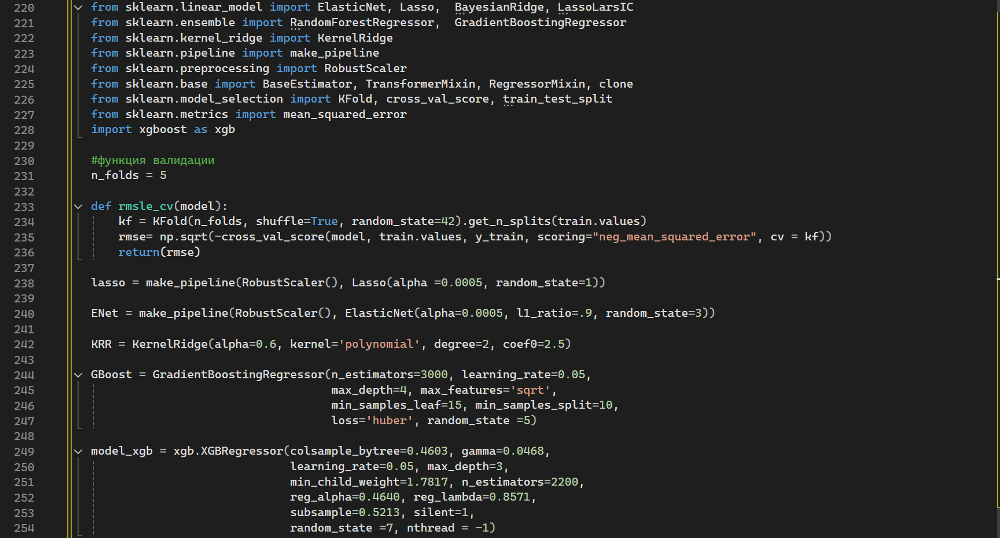 220 from sklearn.linear_model import ElasticNet, Lasso,  BayesianRidge, LassoLarsIC
221 from sklearn.ensemble import RandomForestRegressor,  GradientBoostingRegressor
222 from sklearn.kernel_ridge import KernelRidge
223 from sklearn.pipeline import make_pipeline
224 from sklearn.preprocessing import RobustScaler
225 from sklearn.base import BaseEstimator, TransformerMixin, RegressorMixin, clone
226 from sklearn.model_selection import KFold, cross_val_score, train_test_split
227 from sklearn.metrics import mean_squared_error
228 import xgboost as xgb
229
230 #функция валидации
231 n_folds = 5
232
233 def rmsle_cv(model):
234     kf = KFold(n_folds, shuffle=True, random_state=42).get_n_splits(train.values)
235     rmse= np.sqrt(-cross_val_score(model, train.values, y_train, scoring="neg_mean_squared_error", cv = kf))
236     return(rmse)
237
238 lasso = make_pipeline(RobustScaler(), Lasso(alpha =0.0005, random_state=1))
239
240 ENet = make_pipeline(RobustScaler(), ElasticNet(alpha=0.0005, l1_ratio=.9, random_state=3))
241
242 KRR = KernelRidge(alpha=0.6, kernel='polynomial', degree=2, coef0=2.5)
243
244 GBoost = GradientBoostingRegressor(n_estimators=3000, learning_rate=0.05,
245                                    max_depth=4, max_features='sqrt',
246                                    min_samples_leaf=15, min_samples_split=10,
247                                    loss='huber', random_state =5)
248
249 model_xgb = xgb.XGBRegressor(colsample_bytree=0.4603, gamma=0.0468,
250                              learning_rate=0.05, max_depth=3,
251                              min_child_weight=1.7817, n_estimators=2200,
252                              reg_alpha=0.4640, reg_lambda=0.8571,
253                              subsample=0.5213, silent=1,
254                              random_state =7, nthread = -1)